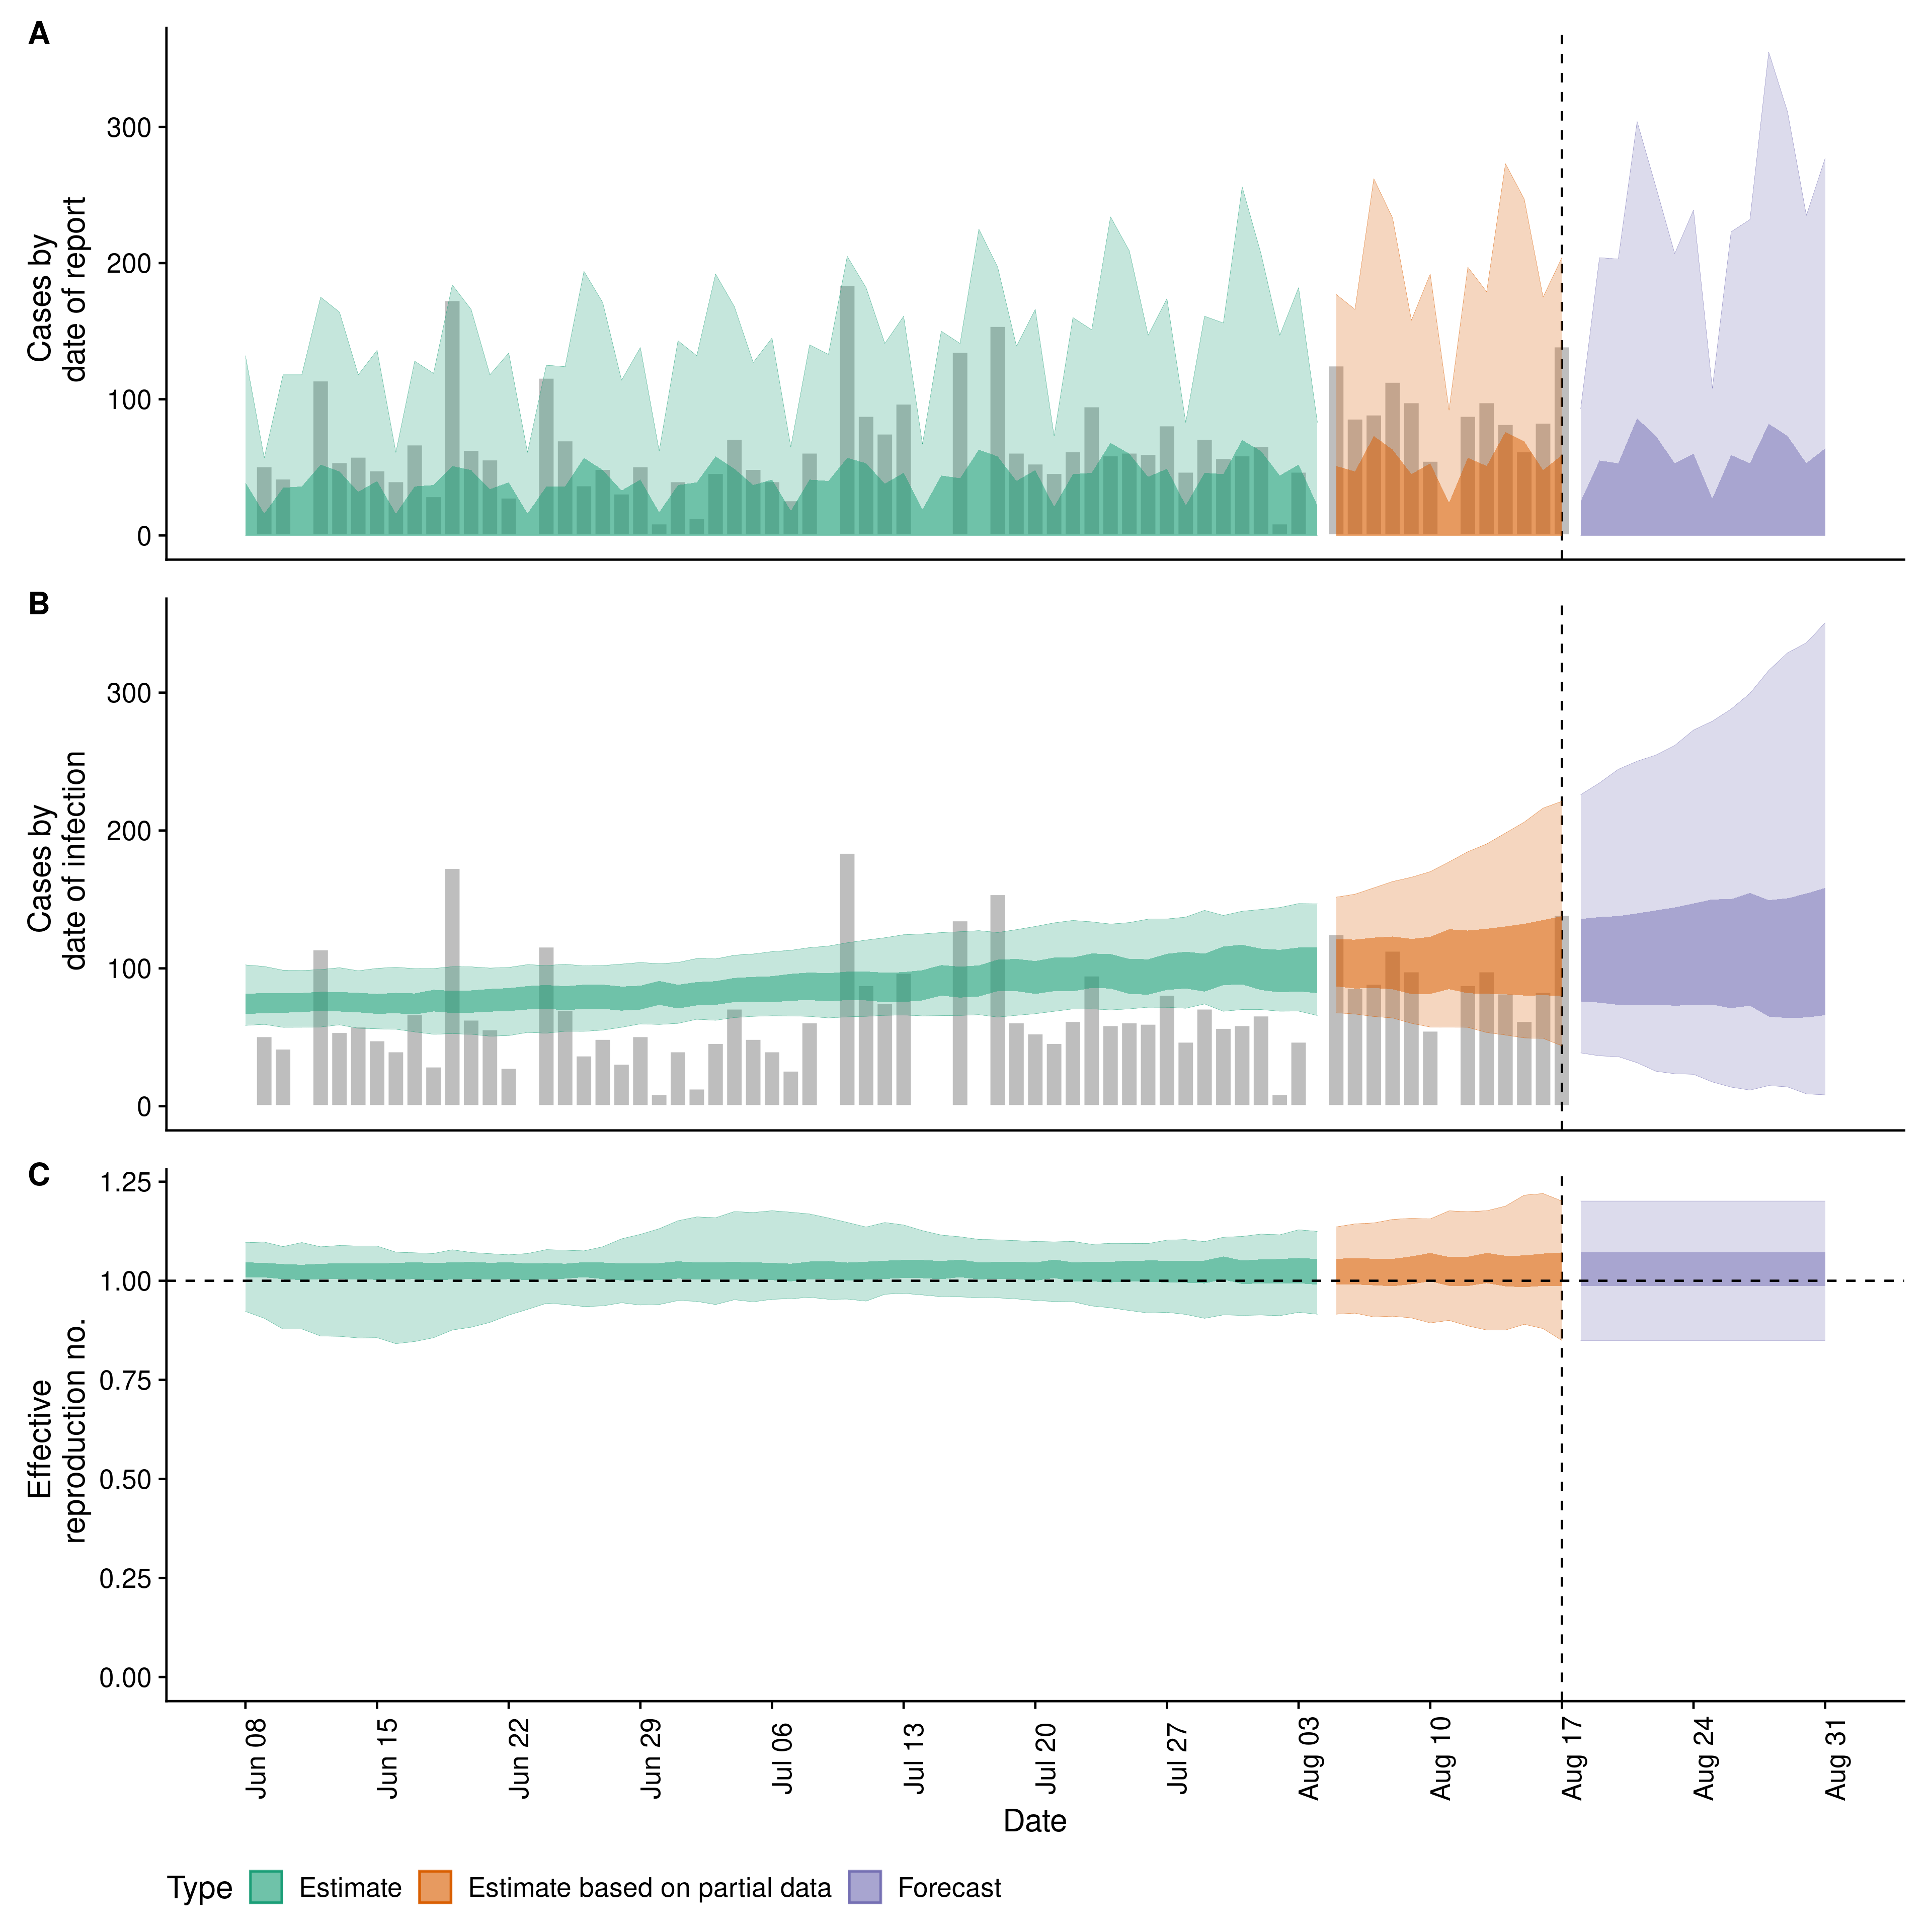 A
Cases by
date of report
300
200
100
0
B
Cases by
date of infection
300
200
100
0
C
Effective
reproduction no.
1.25
1.00
0.75
0.50
0.25
0.00
Jun 08
Jun 15
Jun 22
Jun 29
Jul 06
Jul 13
Jul 20
Jul 27
Aug 03
Aug 10
Aug 17
Aug 24
Aug 31
Date
Type Estimate Estimate based on partial data Forecast